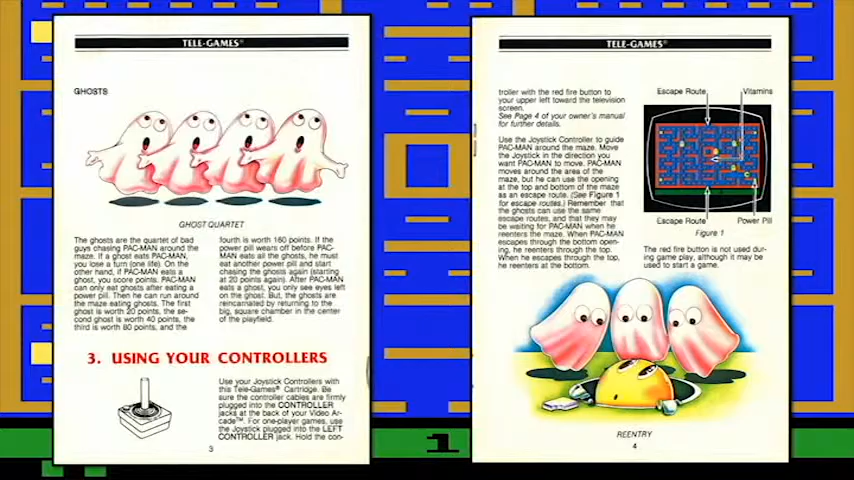 TELE-GAMES®
GHOSTS
GHOST QUARTET
The ghosts are the quartet of bad
guys chasing PAC-MAN around the
maze. If a ghost eats PAC-MAN,
you lose a turn (one life). On the
other hand, if PAC-MAN eats a
ghost, you score points. PAC-MAN
can only eat ghosts after eating a
power pill. Then he can run around
the maze eating ghosts. The first
ghost is worth 20 points, the se-
cond ghost is worth 40 points, the
third is worth 80 points, and the
fourth is worth 160 points. If the
power pill wears off before PAC-
MAN eats all the ghosts, he must
eat another power pill and start
chasing the ghosts again (starting
at 20 points again). After PAC-MAN
eats a ghost, you only see eyes left
on the ghost. But, the ghosts are
reincarnated by returning to the
big, square chamber in the center
of the playfield.
3. USING YOUR CONTROLLERS
Use your Joystick Controllers with
this Tele-Games® Cartridge. Be
sure the controller cables are firmly
plugged into the CONTROLLER
jacks at the back of your Video Ar-
cade™. For one-player games, use
the Joystick plugged into the LEFT
CONTROLLER jack. Hold the con-
3
TELE-GAMES®
troller with the red fire button to
your upper left toward the television
screen.
See Page 4 of your owner's manual
for further details.
Use the Joystick Controller to guide
PAC-MAN around the maze. Move
the Joystick in the direction you
want PAC-MAN to move. PAC-MAN
moves around the area of the
maze, but he can use the opening
at the top and bottom of the maze
as an escape route. (See Figure 1
for escape routes.) Remember that
the ghosts can use the same
escape routes, and that they may
be waiting for PAC-MAN when he
reenters the maze. When PAC-MAN
escapes through the bottom open-
ing, he reenters through the top.
When he escapes through the top,
he reenters at the bottom.
Escape Route
Vitamins
Escape Route
Power Pill
Figure 1
The red fire button is not used dur-
ing game play, although it may be
used to start a game.
REENTRY
4
1